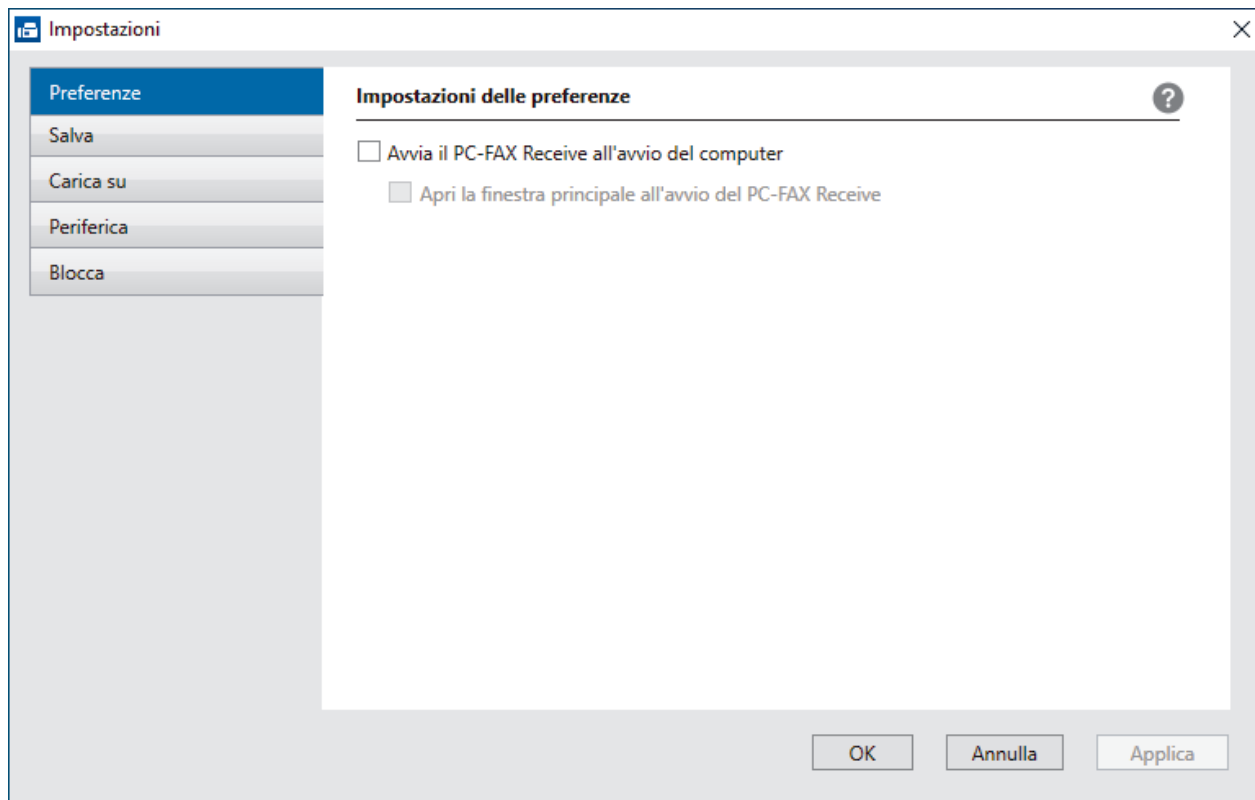 Impostazioni
Preferenze
Salva
Carica su
Periferica
Blocca
Impostazioni delle preferenze
?
Avvia il PC-FAX Receive all'avvio del computer
Apri la finestra principale all'avvio del PC-FAX Receive
OK
Annulla
Applica